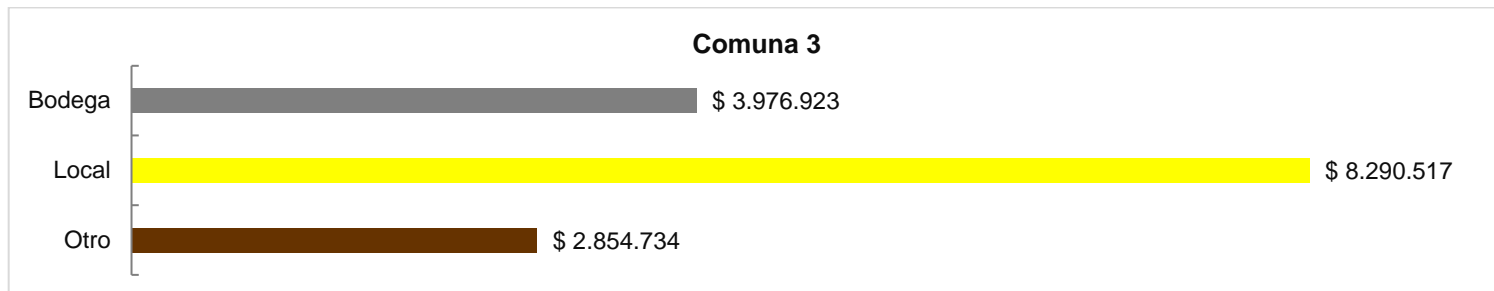 Comuna 3
Bodega $ 3.976.923
Local $ 8.290.517
Otro $ 2.854.734